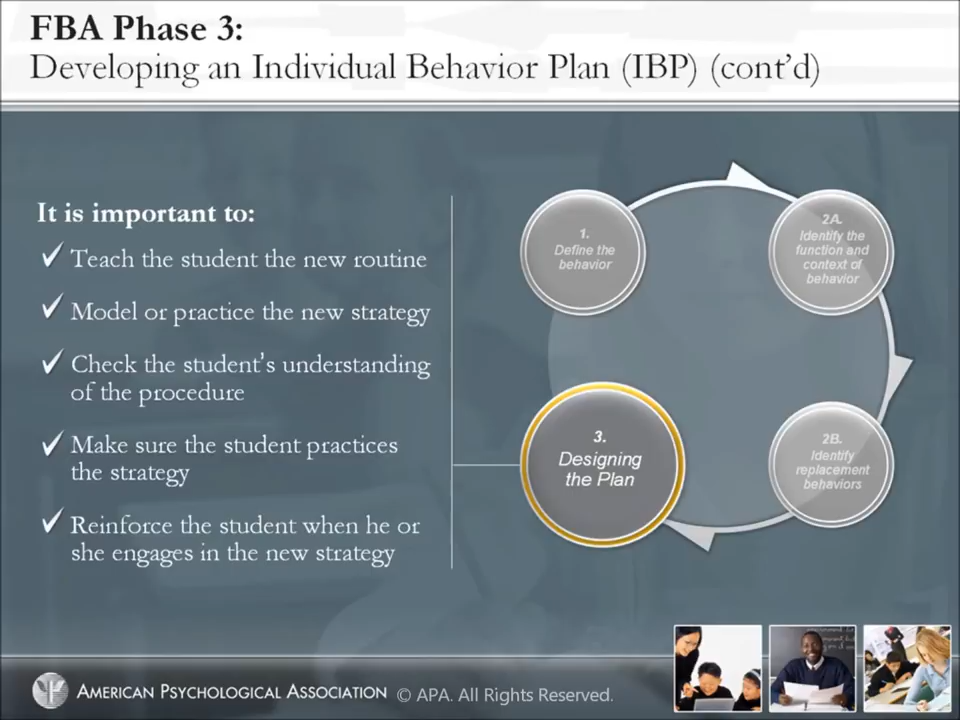 FBA Phase 3:
Developing an Individual Behavior Plan (IBP) (cont'd)
It is important to:
Teach the student the new routine
Model or practice the new strategy
Check the student's understanding
of the procedure
Make sure the student practices
the strategy
Reinforce the student when he or
she engages in the new strategy
1.
Define the
behavior
2A.
Identify the
function and
context of
behavior
3.
Designing
the Plan
2B.
Identify
replacement
behaviors
AMERICAN PSYCHOLOGICAL ASSOCIATION © APA. All Rights Reserved.